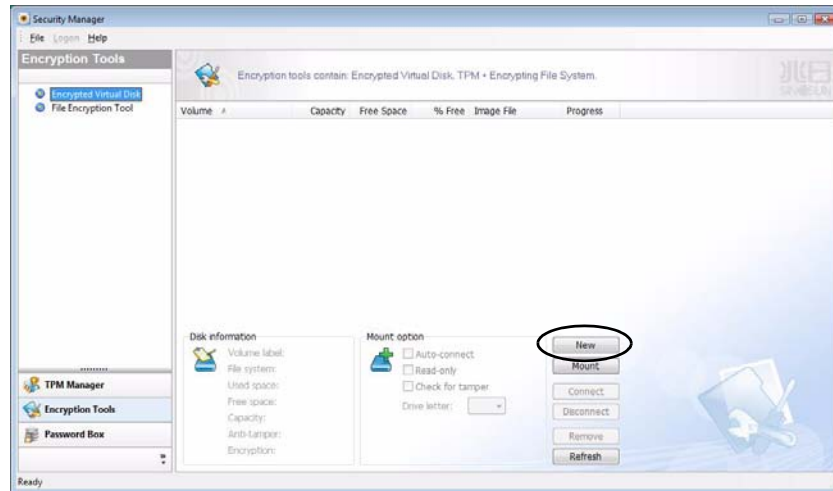 Security Manager
File Logon Help
Encryption Tools
Encryption tools contain: Encrypted Virtual Disk, TPM + Encrypting File System.
兆日
Encrypted Virtual Disk
File Encryption Tool
Volume Capacity Free Space % Free Image File Progress
Disk information
Volume label:
File system:
Used space:
Free space:
Capacity:
Anti-tamper:
Encryption:
Mount option
Auto-connect
Read-only
Check for tamper
Drive letter:
New
Mount
Connect
Disconnect
Remove
Refresh
TPM Manager
Encryption Tools
Password Box
Ready